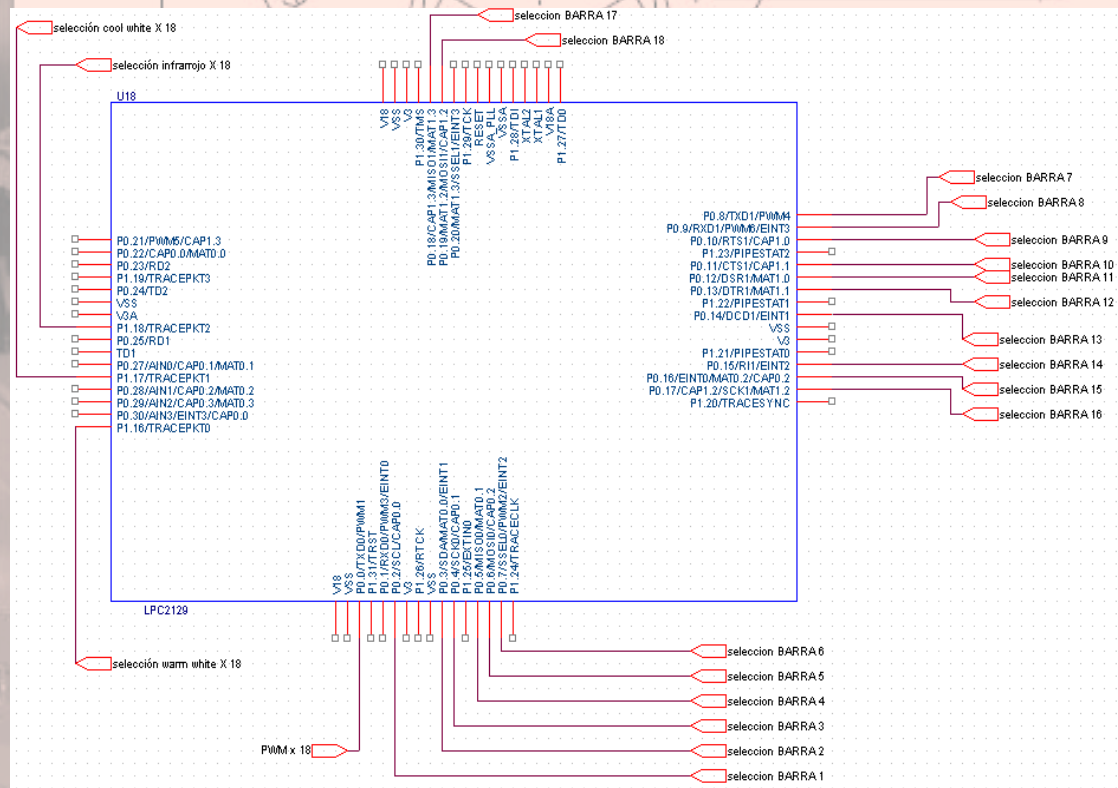 selección cool white X 18
seleccion BARRA 17
seleccion BARRA 18
selección infrarrojo X 18
U18
V18
VSS
V3
P1.30/TMS
P0.18/CAP1.3/MISO1/MAT1.3
P0.19/MAT1.2/MOSI1/CAP1.2
P0.20/MAT1.3/SSEL1/EINT3
P1.29/TCK
RESET
VSSA_PLL
VSSA
P1.28/TDI
XTAL2
XTAL1
V18A
P1.27/TDO
P0.21/PWM5/CAP1.3
P0.22/CAP0.0/MAT0.0
P0.23/RD2
P1.19/TRACEPKT3
P0.24/TD2
VSS
V3A
P1.18/TRACEPKT2
P0.25/RD1
TD1
P0.27/AIN0/CAP0.1/MAT0.1
P1.17/TRACEPKT1
P0.28/AIN1/CAP0.2/MAT0.2
P0.29/AIN2/CAP0.3/MAT0.3
P0.30/AIN3/EINT3/CAP0.0
P1.16/TRACEPKT0
P0.8/TXD1/PWM4
P0.9/RXD1/PWM6/EINT3
P0.10/RTS1/CAP1.0
P1.23/PIPESTAT2
P0.11/CTS1/CAP1.1
P0.12/DSR1/MAT1.0
P0.13/DTR1/MAT1.1
P1.22/PIPESTAT1
P0.14/DCD1/EINT1
VSS
V3
P1.21/PIPESTAT0
P0.15/RI1/EINT2
P0.16/EINT0/MAT0.2/CAP0.2
P0.17/CAP1.2/SCK1/MAT1.2
P1.20/TRACESYNC
seleccion BARRA 7
seleccion BARRA 8
seleccion BARRA 9
seleccion BARRA 10
seleccion BARRA 11
seleccion BARRA 12
seleccion BARRA 13
seleccion BARRA 14
seleccion BARRA 15
seleccion BARRA 16
V18
VSS
P0.0/TXD0/PWM1
P1.31/TRST
P0.1/RXD0/PWM3/EINT0
P0.2/SCL/CAP0.0
V3
P1.26/RTCK
VSS
P0.3/SDA/MAT0.0/EINT1
P0.4/SCK0/CAP0.1
P1.25/EXTIN0
P0.5/MISO0/MAT0.1
P0.6/MOSI0/CAP0.2
P0.7/SSEL0/PWM2/EINT2
P1.24/TRACECLK
LPC2129
selección warm white X 18
PWM x 18
seleccion BARRA 6
seleccion BARRA 5
seleccion BARRA 4
seleccion BARRA 3
seleccion BARRA 2
seleccion BARRA 1